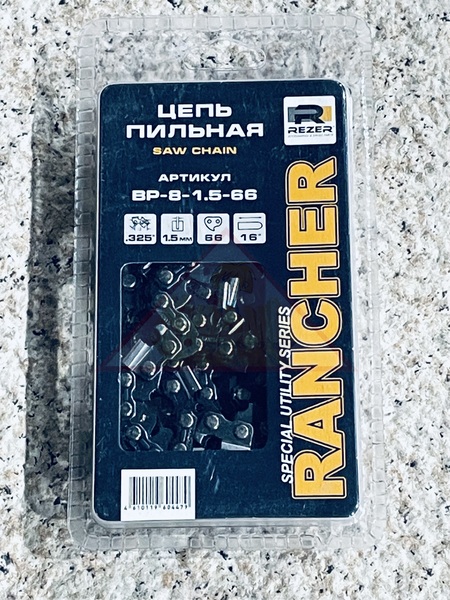 ЦЕПЬ
ПИЛЬНАЯ
SAW CHAIN
АРТИКУЛ
BP-8-1.5-66
.325"
1.5 мм
66
16"
REZER
SPECIAL UTILITY SERIES
RANCHER